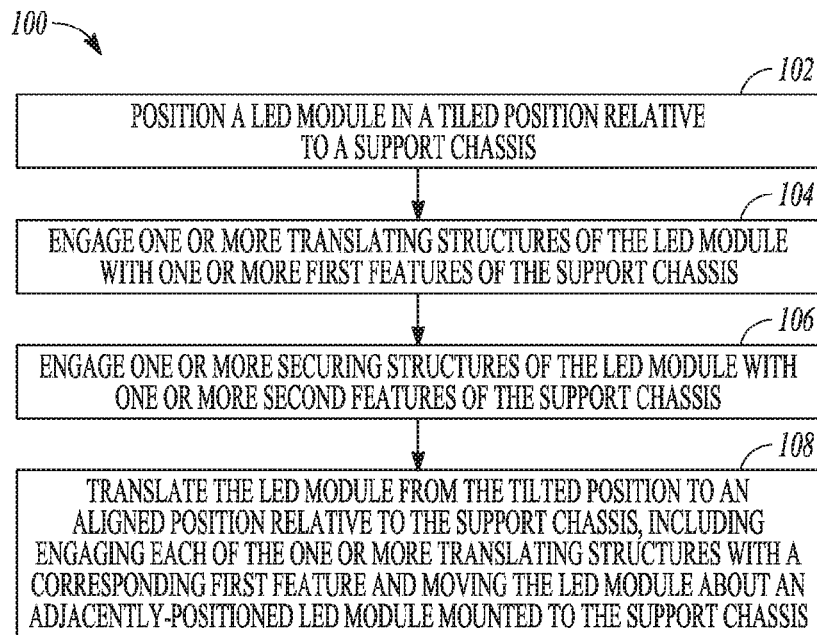 100
102
POSITION A LED MODULE IN A TILED POSITION RELATIVE
TO A SUPPORT CHASSIS
104
ENGAGE ONE OR MORE TRANSLATING STRUCTURES OF THE LED MODULE
WITH ONE OR MORE FIRST FEATURES OF THE SUPPORT CHASSIS
106
ENGAGE ONE OR MORE SECURING STRUCTURES OF THE LED MODULE WITH
ONE OR MORE SECOND FEATURES OF THE SUPPORT CHASSIS
108
TRANSLATE THE LED MODULE FROM THE TILTED POSITION TO AN
ALIGNED POSITION RELATIVE TO THE SUPPORT CHASSIS, INCLUDING
ENGAGING EACH OF THE ONE OR MORE TRANSLATING STRUCTURES WITH A
CORRESPONDING FIRST FEATURE AND MOVING THE LED MODULE ABOUT AN
ADJACENTLY-POSITIONED LED MODULE MOUNTED TO THE SUPPORT CHASSIS